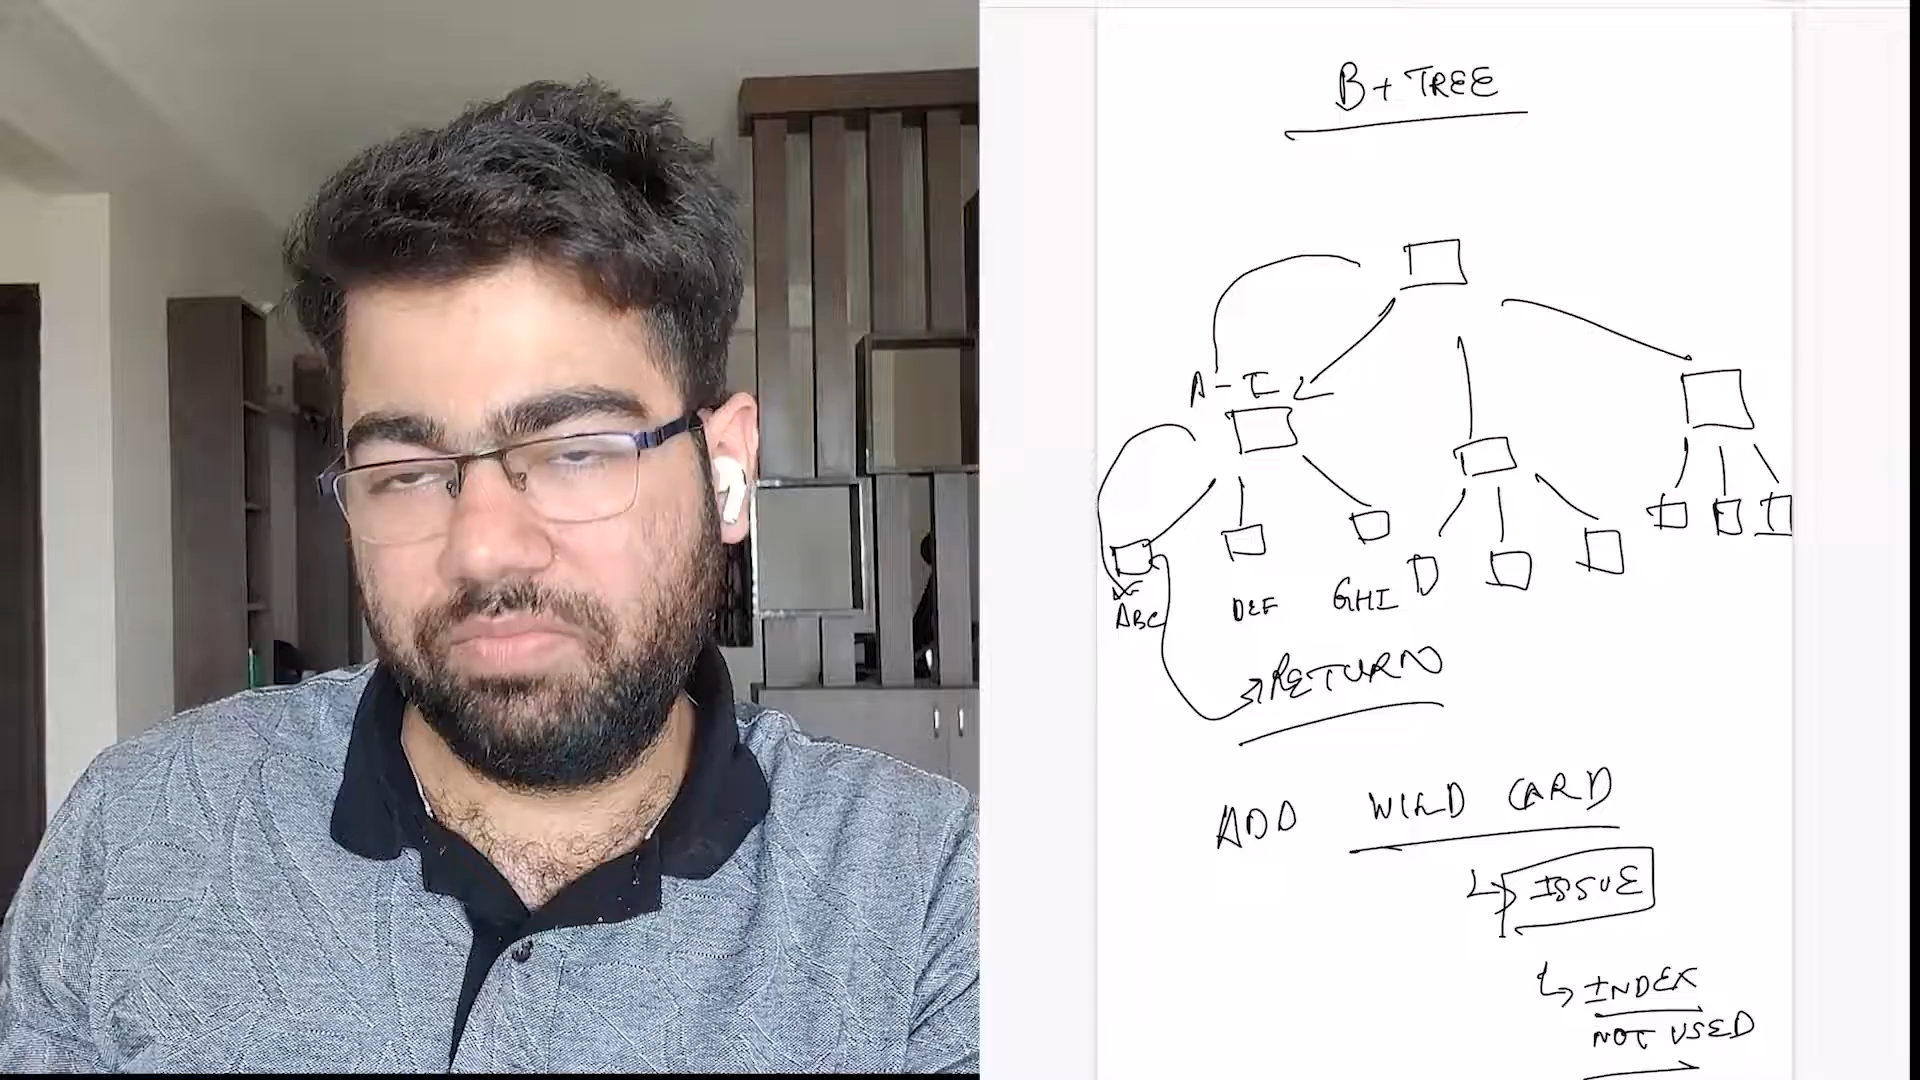 B+ TREE
A-I
ABC
DEF
GHI
RETURN
ADD WILD CARD
ISSUE
INDEX
NOT USED